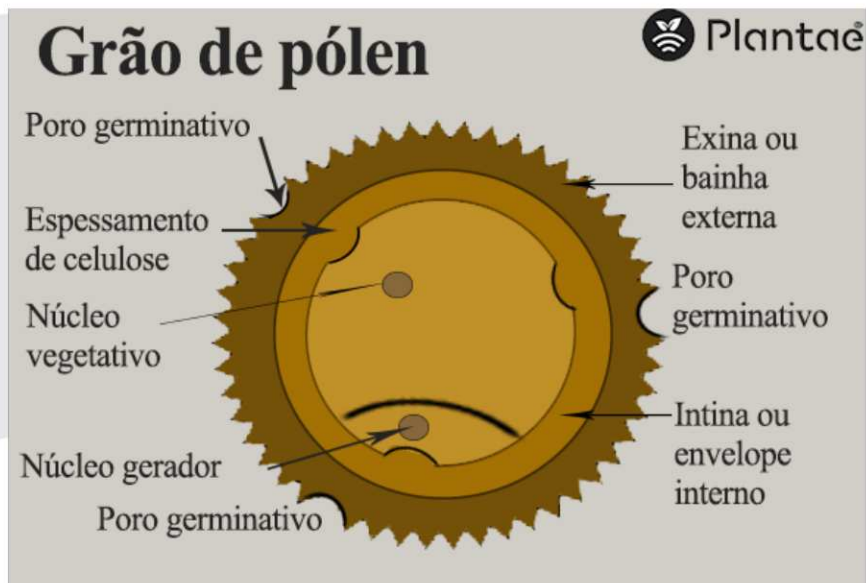 Grão de pólen
Plantae
Poro germinativo
Espessamento
de celulose
Núcleo
vegetativo
Núcleo gerador
Poro germinativo
Exina ou
bainha
externa
Poro
germinativo
Intina ou
envelope
interno